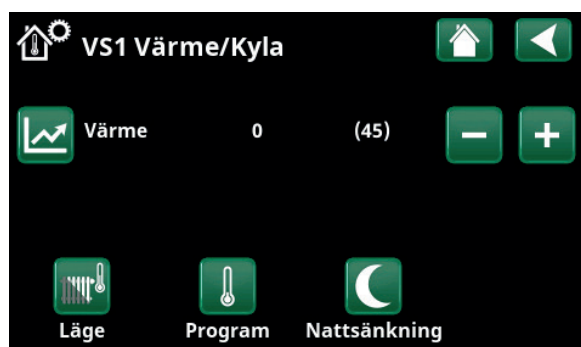 VS1 Värme/Kyla
Värme 0 (45)
Läge Program Nattsänkning